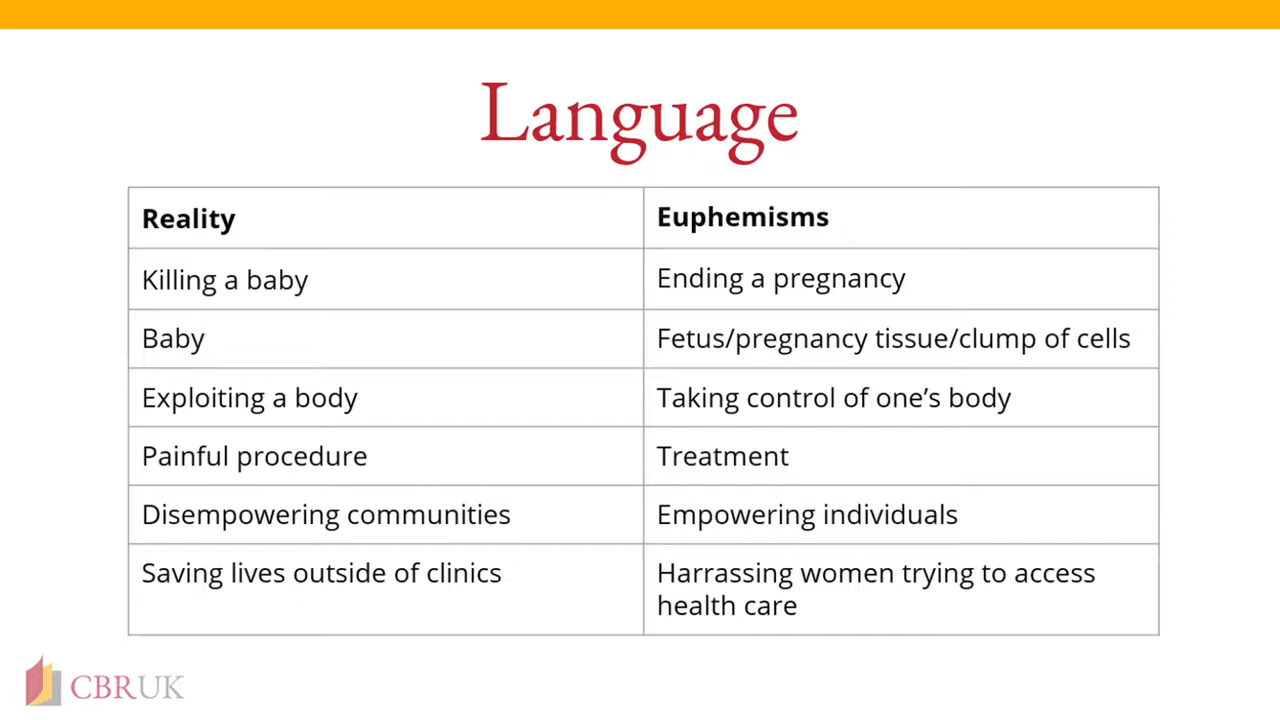 Language
Reality
Euphemisms
Killing a baby
Ending a pregnancy
Baby
Fetus/pregnancy tissue/clump of cells
Exploiting a body
Taking control of one’s body
Painful procedure
Treatment
Disempowering communities
Empowering individuals
Saving lives outside of clinics
Harrassing women trying to access
health care
CBRUK